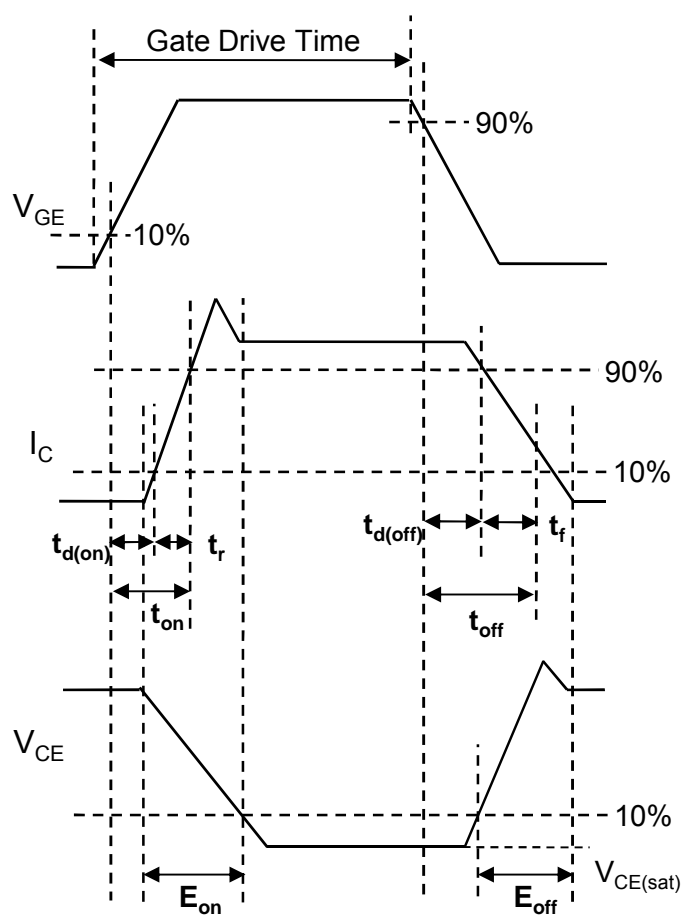 Gate Drive Time
90%
V_GE
10%
90%
I_C
10%
t_d(on)
t_r
t_d(off)
t_f
t_on
t_off
V_CE
10%
V_CE(sat)
E_on
E_off